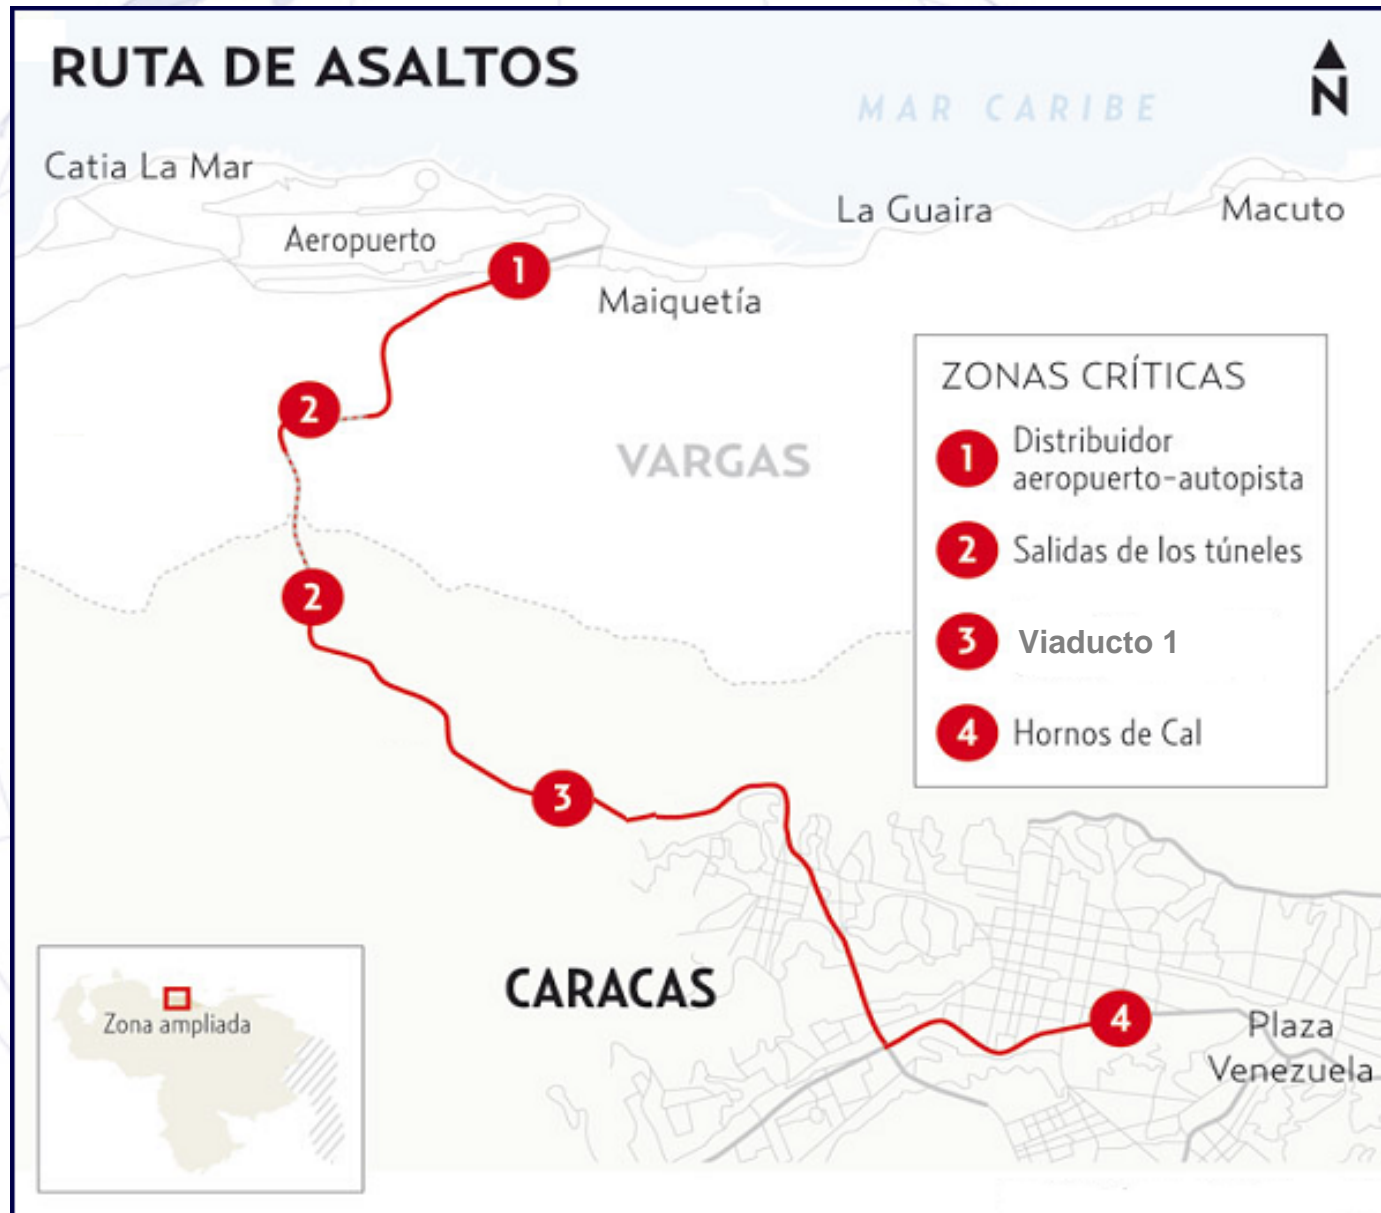 RUTA DE ASALTOS
N
MAR CARIBE
Catia La Mar
La Guaira
Macuto
Aeropuerto
1
Maiquetía
2
VARGAS
2
3
CARACAS
4
Plaza
Venezuela
ZONAS CRÍTICAS
1 Distribuidor
aeropuerto-autopista
2 Salidas de los túneles
3 Viaducto 1
4 Hornos de Cal
Zona ampliada